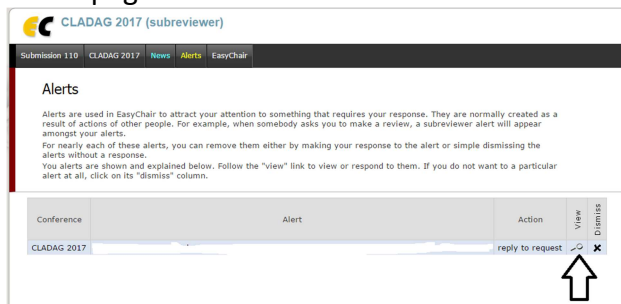 CLADAG 2017 (subreviewer)
Submission 110 CLADAG 2017 News Alerts EasyChair
Alerts
Alerts are used in EasyChair to attract your attention to something that requires your response. They are normally created as a
result of actions of other people. For example, when somebody asks you to make a review, a subreviewer alert will appear
amongst your alerts.
For nearly each of these alerts, you can remove them either by making your response to the alert or simple dismissing the
alerts without a response.
You alerts are shown and explained below. Follow the "view" link to view or respond to them. If you do not want to a particular
alert at all, click on its "dismiss" column.
Conference Alert Action View Dismiss
CLADAG 2017 reply to request